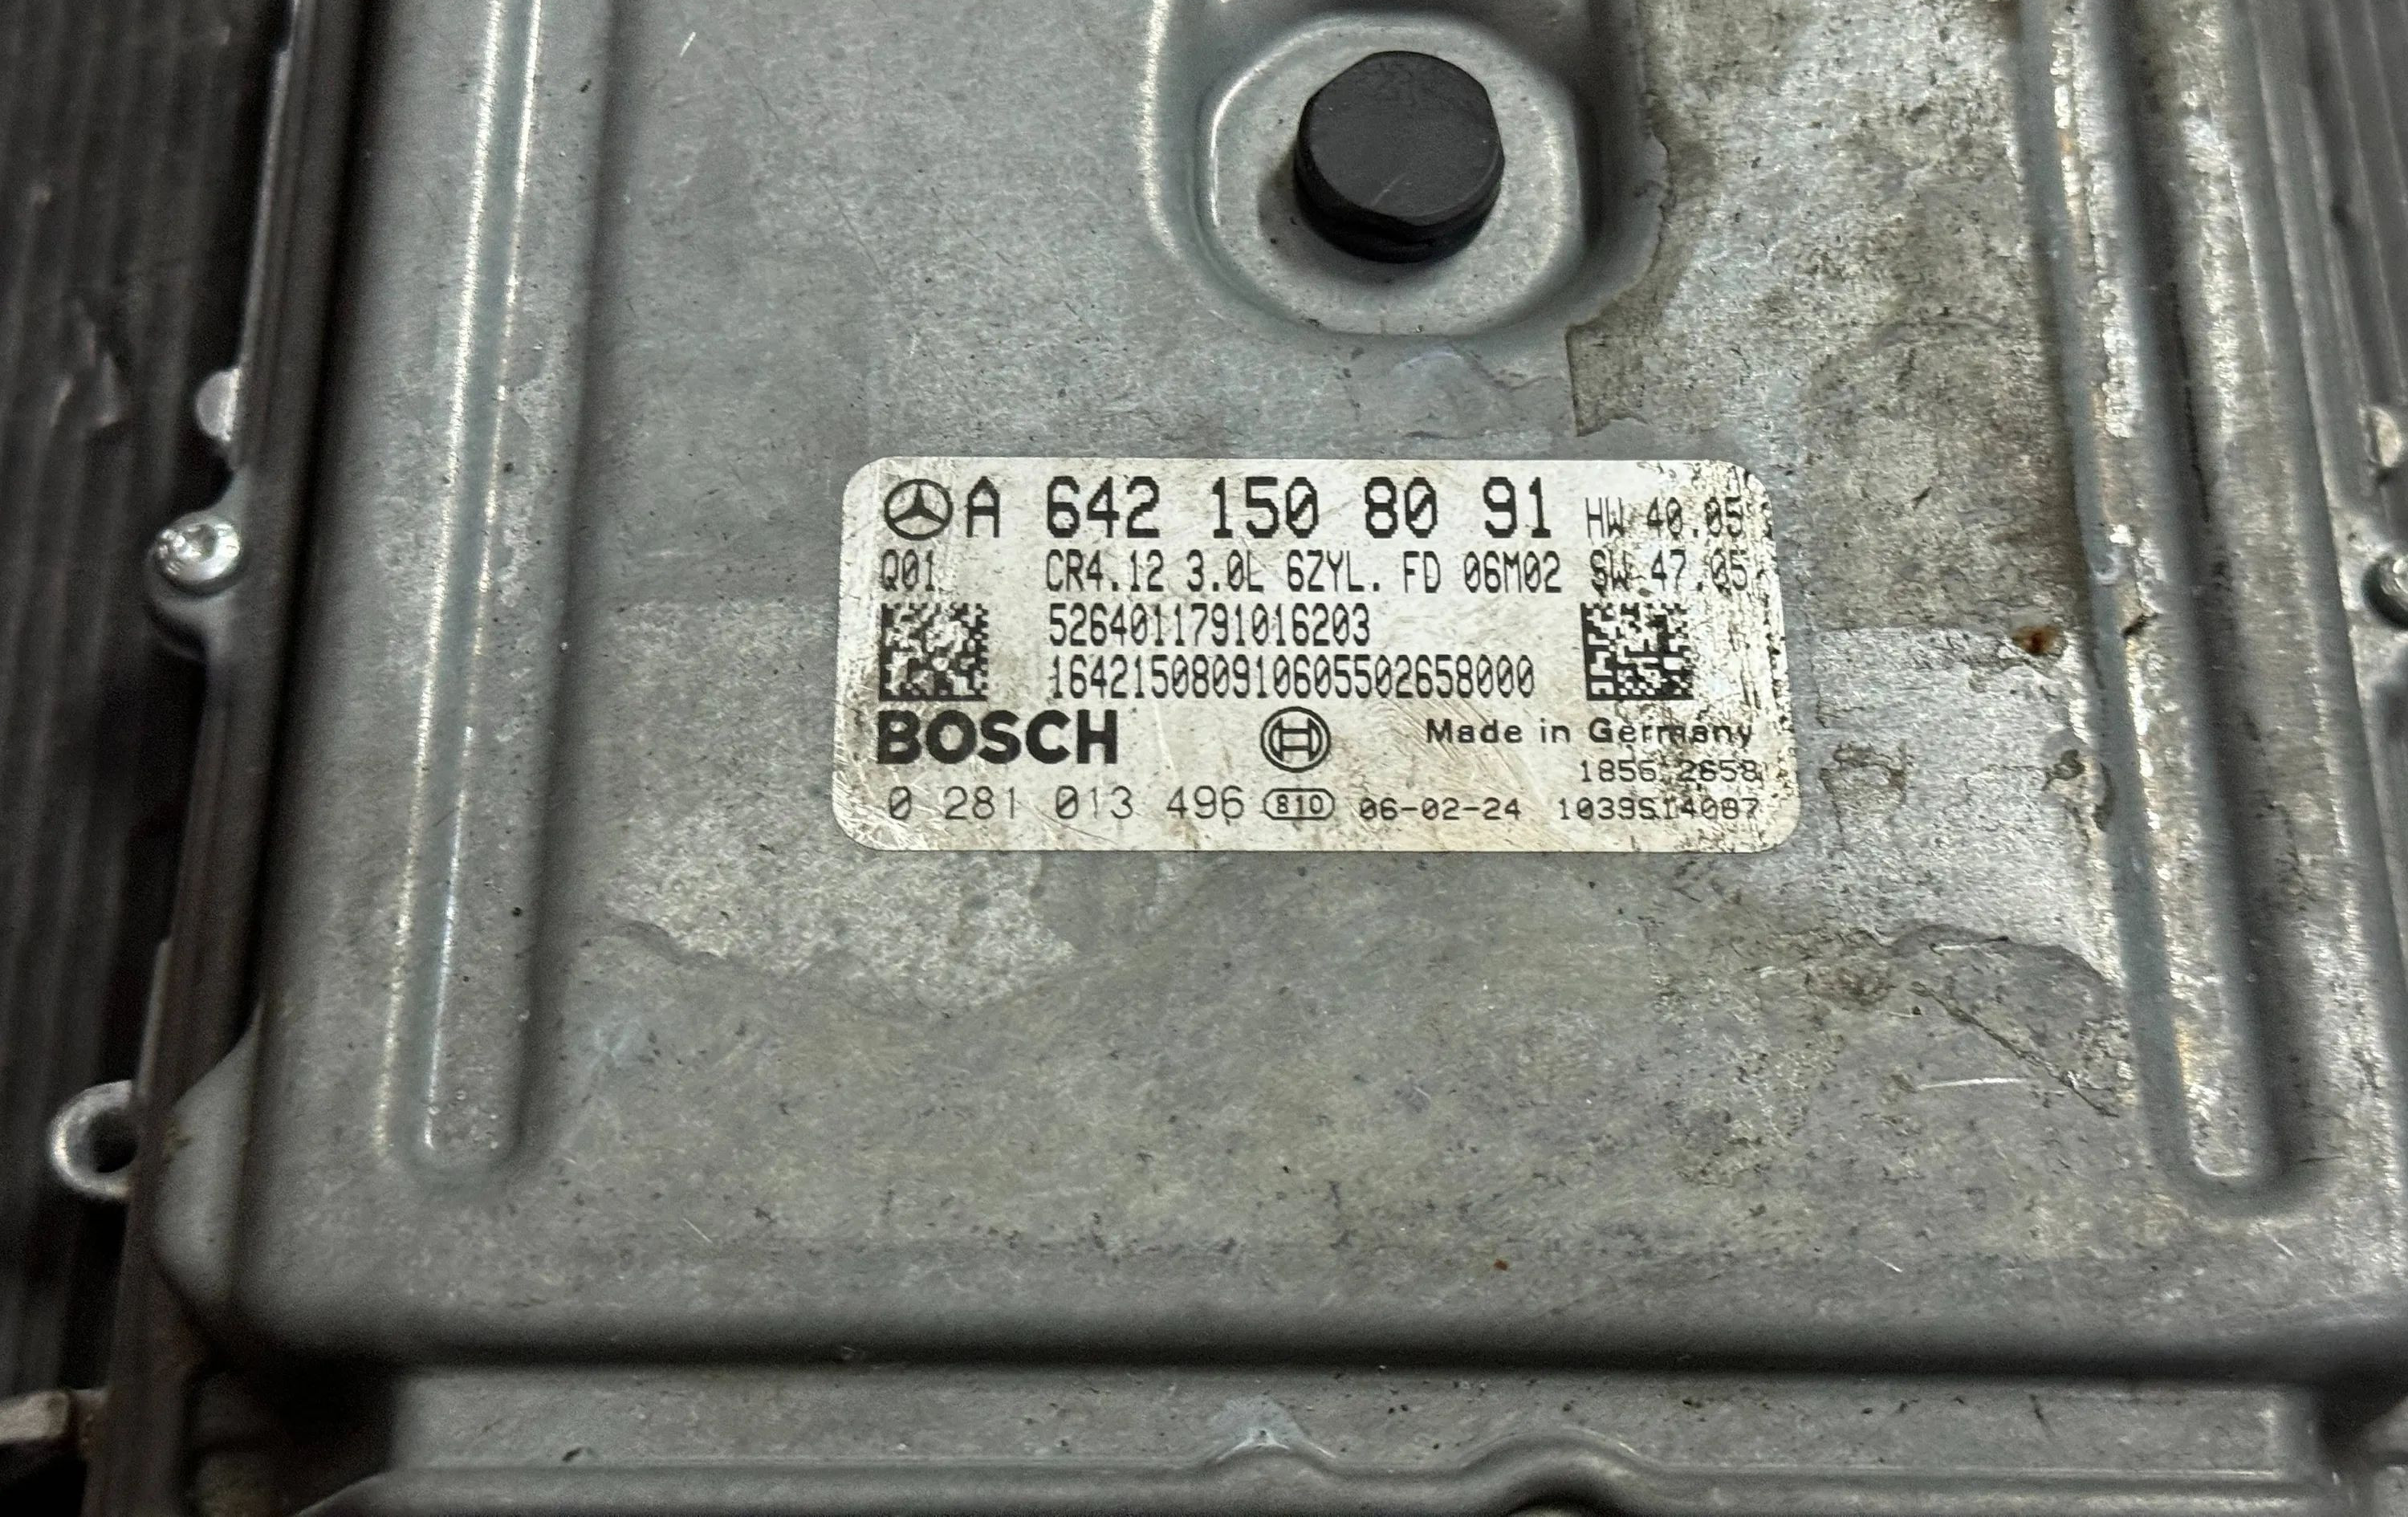 A 642 150 80 91 HW 40.05
Q01 CR4.12 3.0L 6ZYL. FD 06M02 SW 47.05
5264011791016203
164215080910605502658000
BOSCH Made in Germany
1856 2658
0 281 013 496 810 06-02-24 1039S14087